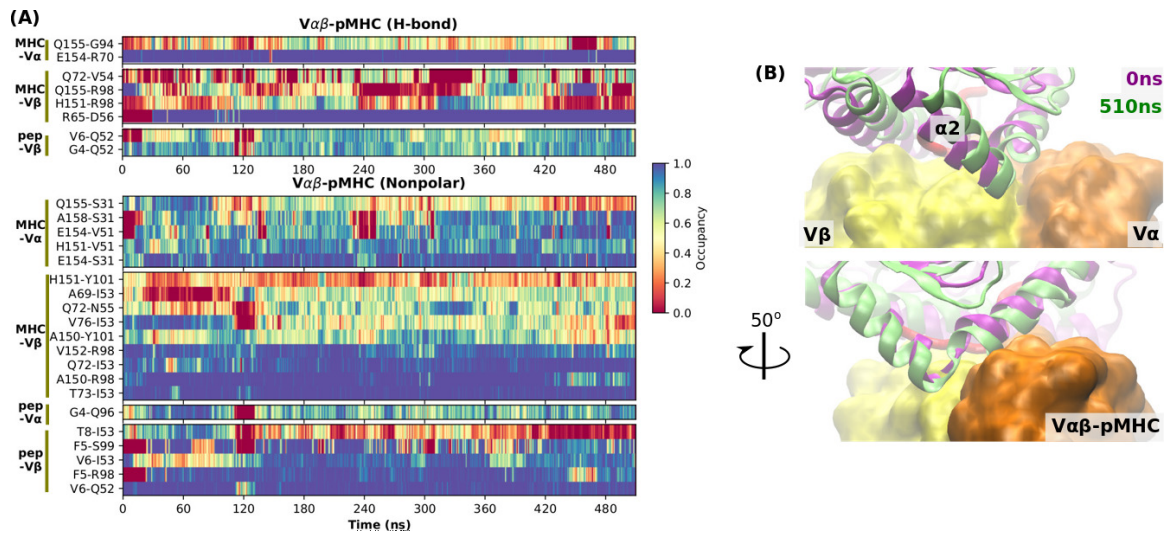 (A)
Vαβ-pMHC (H-bond)
MHC
-Vα
Q155-G94
E154-R70
MHC
-Vβ
Q72-V54
Q155-R98
H151-R98
R65-D56
pep
-Vβ
V6-Q52
G4-Q52
0 60 120 180 240 300 360 420 480
Vαβ-pMHC (Nonpolar)
MHC
-Vα
Q155-S31
A158-S31
E154-V51
H151-V51
E154-S31
MHC
-Vβ
H151-Y101
A69-I53
Q72-N55
V76-I53
A150-Y101
V152-R98
Q72-I53
A150-R98
T73-I53
pep
-Vα
G4-Q96
pep
-Vβ
T8-I53
F5-S99
V6-I53
F5-R98
V6-Q52
0 60 120 180 240 300 360 420 480
Time (ns)
1.0
0.8
0.6
0.4
0.2
0.0
Occupancy
(B)
0ns
510ns
α2
Vβ
Vα
50°
Vαβ-pMHC